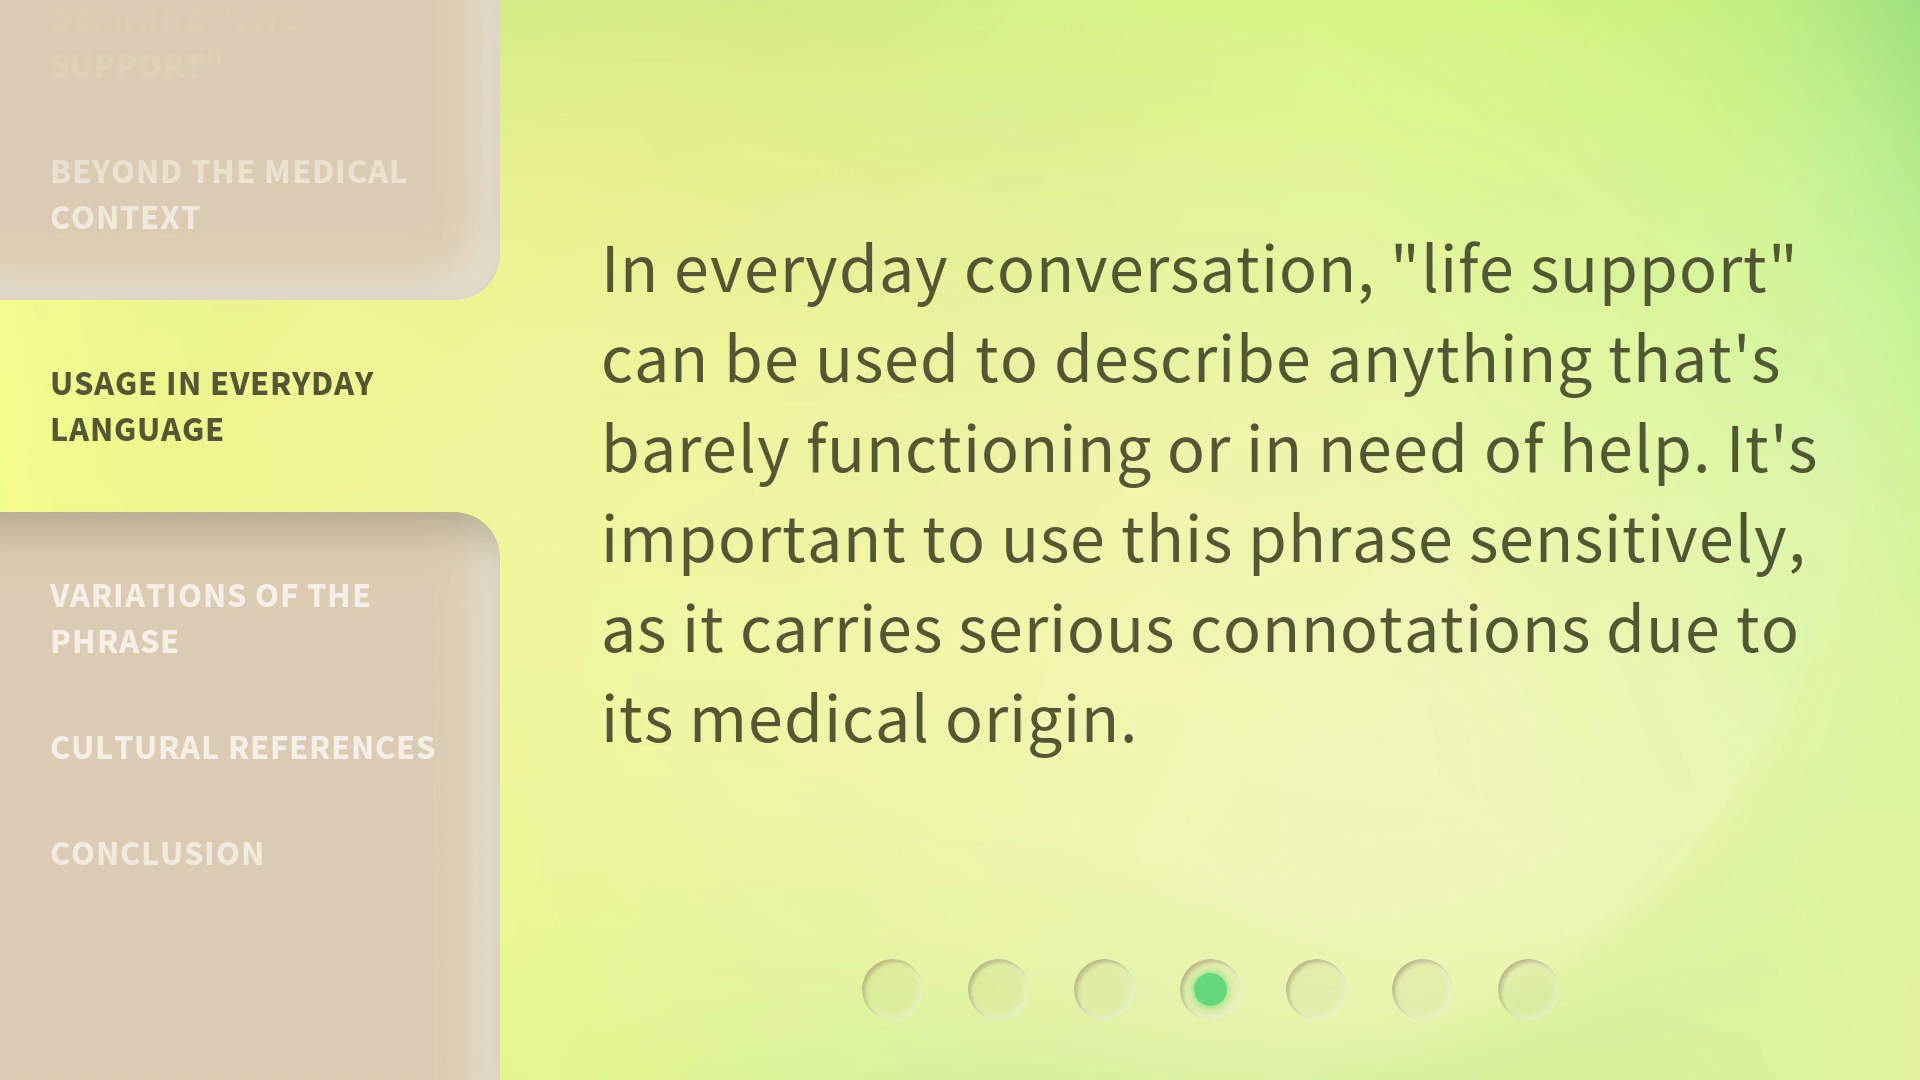 DEFINING "LIFE
SUPPORT"
BEYOND THE MEDICAL
CONTEXT
USAGE IN EVERYDAY
LANGUAGE
VARIATIONS OF THE
PHRASE
CULTURAL REFERENCES
CONCLUSION
In everyday conversation, "life support"
can be used to describe anything that's
barely functioning or in need of help. It's
important to use this phrase sensitively,
as it carries serious connotations due to
its medical origin.